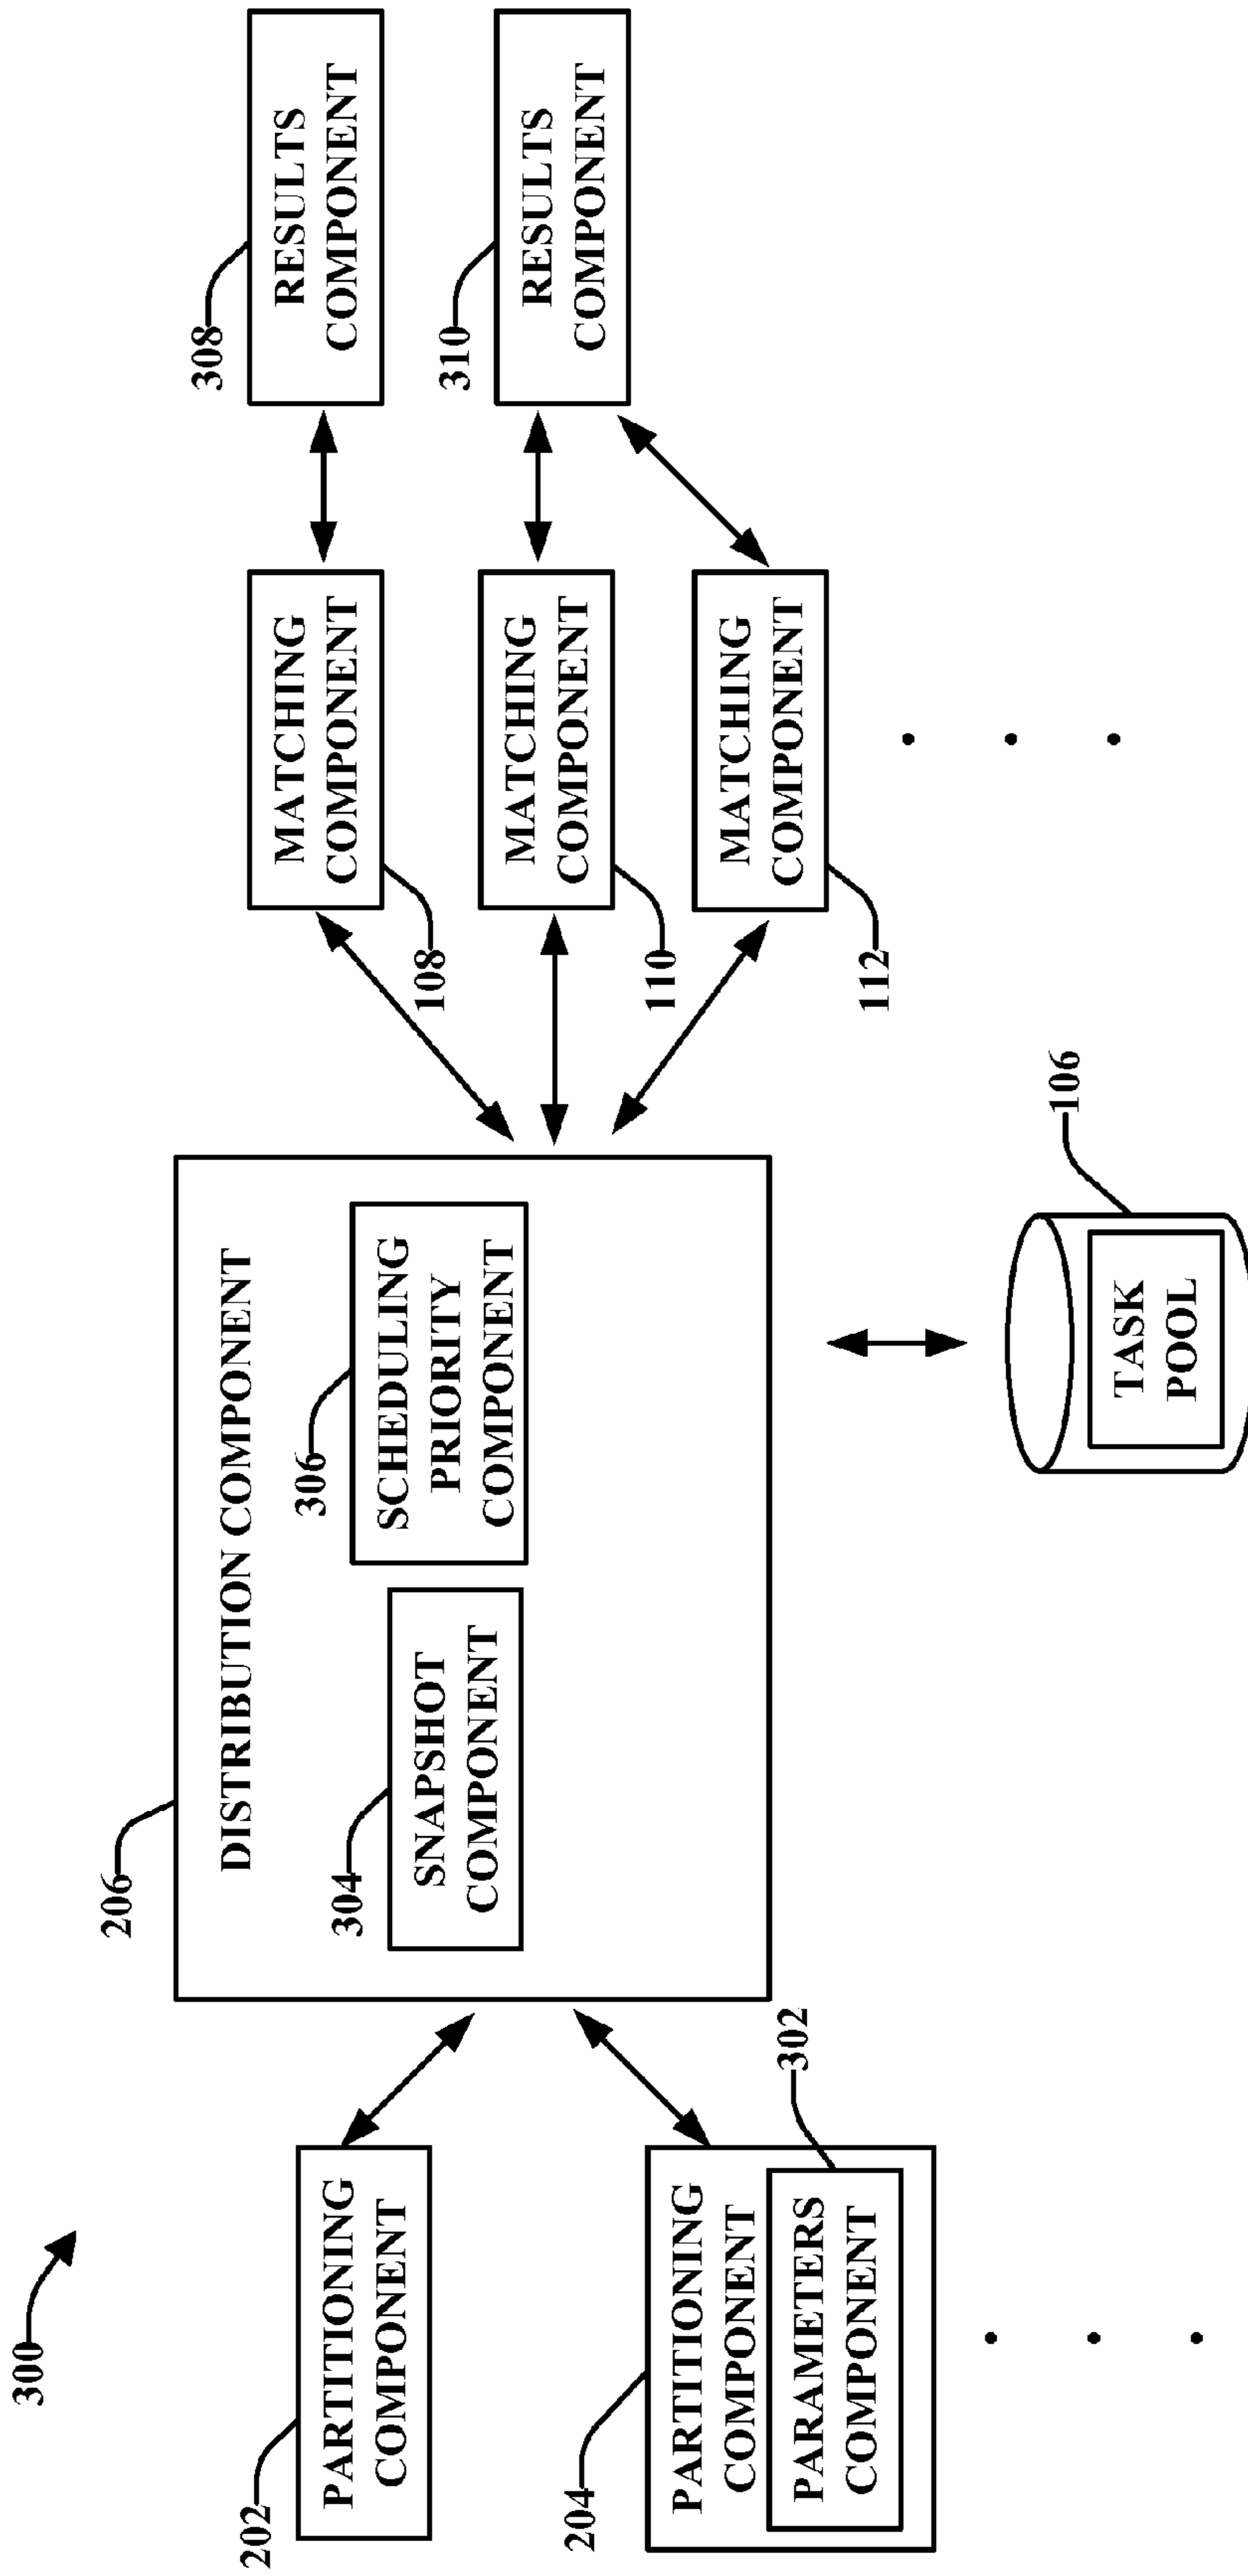 300
202
PARTITIONING
COMPONENT
204
PARTITIONING
COMPONENT
302
PARAMETERS
COMPONENT
206
DISTRIBUTION COMPONENT
304
SNAPSHOT
COMPONENT
306
SCHEDULING
PRIORITY
COMPONENT
106
TASK
POOL
108
MATCHING
COMPONENT
110
MATCHING
COMPONENT
112
MATCHING
COMPONENT
308
RESULTS
COMPONENT
310
RESULTS
COMPONENT